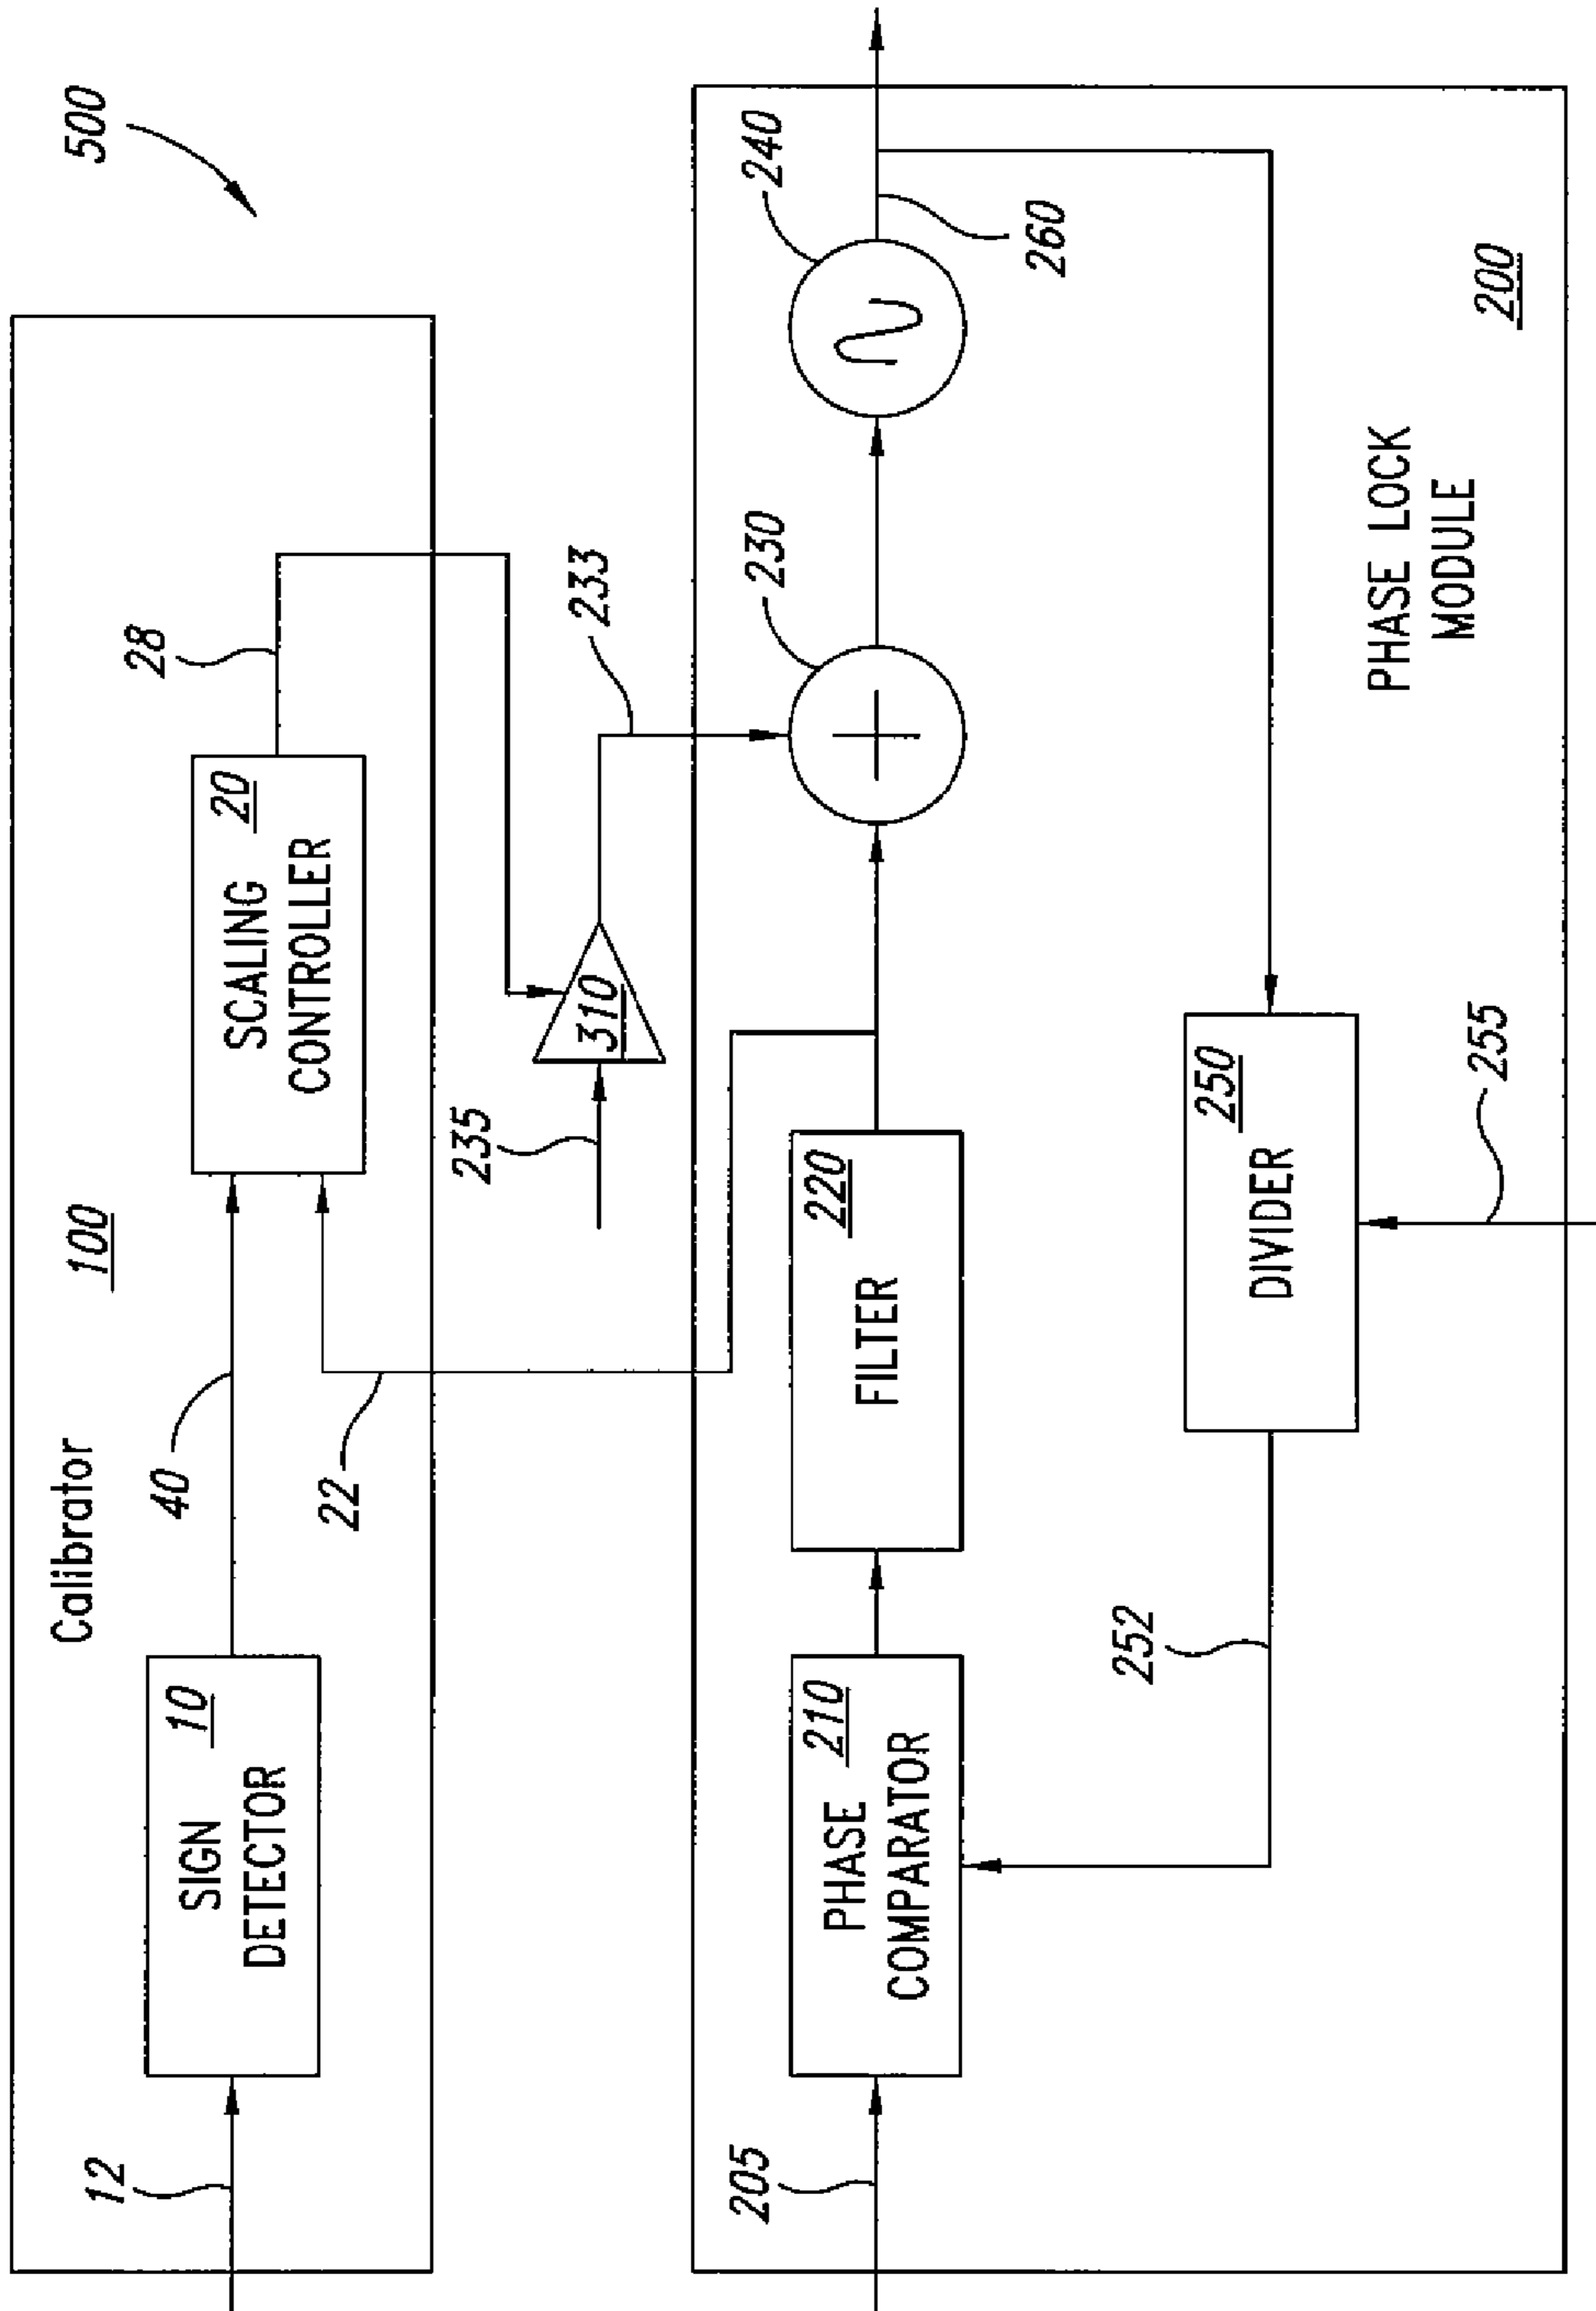 500
Calibrator
100
12
SIGN
DETECTOR
10
40
SCALING
CONTROLLER
20
28
22
235
310
233
205
PHASE
COMPARATOR
210
FILTER
220
230
240
260
252
DIVIDER
250
255
PHASE LOCK
MODULE
200